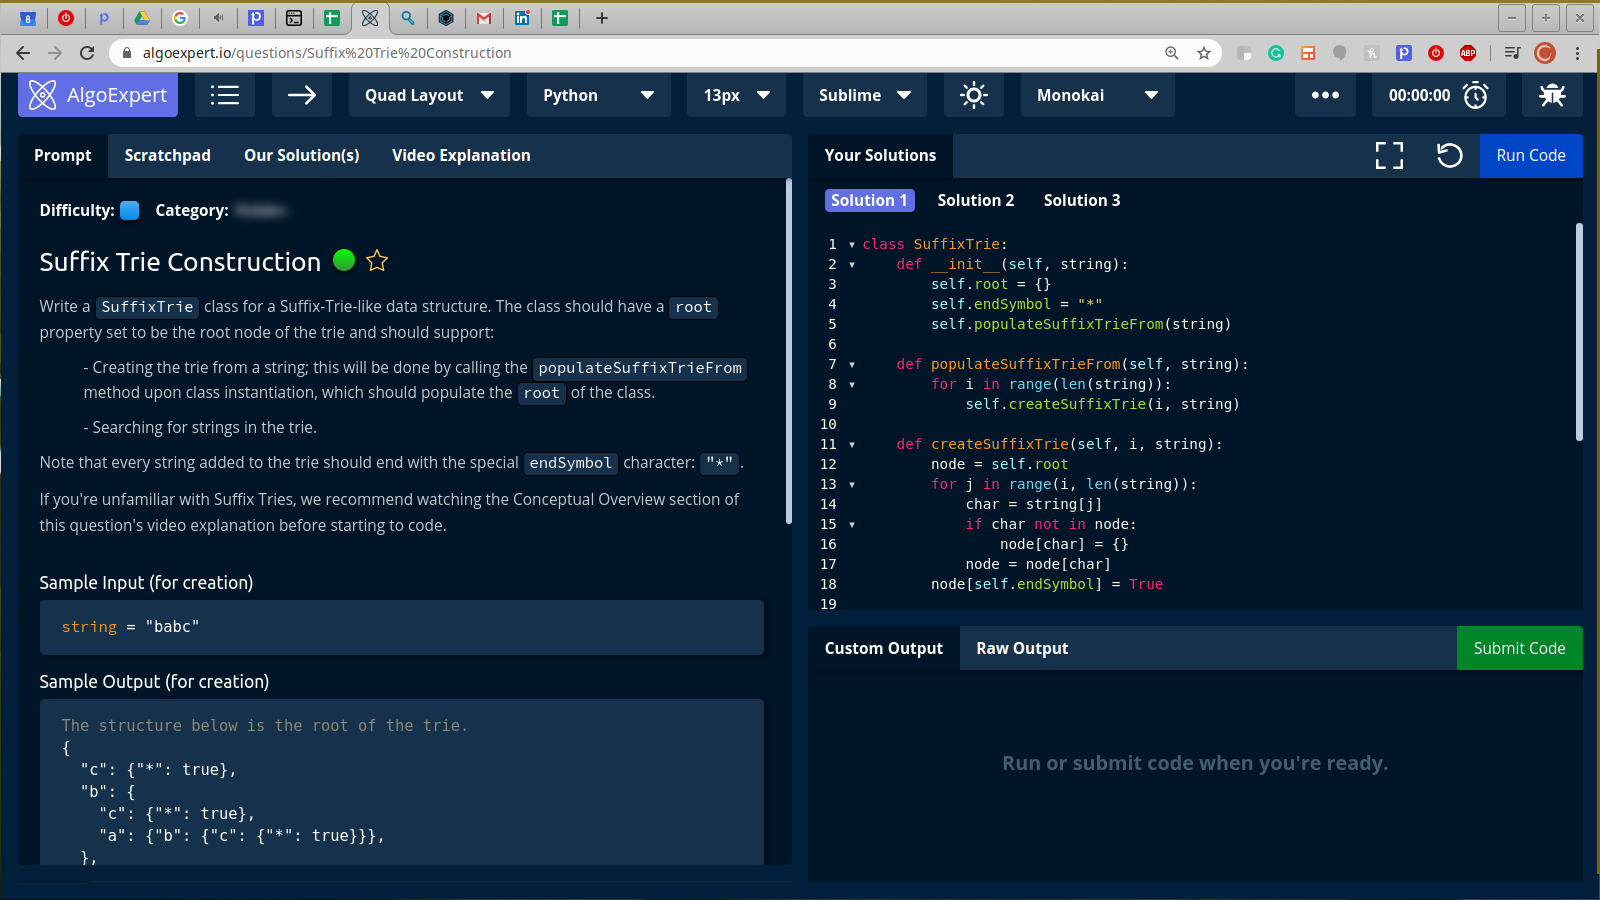 algoexpert.io/questions/Suffix%20Trie%20Construction
AlgoExpert
Quad Layout
Python
13px
Sublime
Monokai
00:00:00
Prompt
Scratchpad
Our Solution(s)
Video Explanation
Difficulty:
Category:
Suffix Trie Construction
Write a SuffixTrie class for a Suffix-Trie-like data structure. The class should have a root
property set to be the root node of the trie and should support:
- Creating the trie from a string; this will be done by calling the populateSuffixTrieFrom
method upon class instantiation, which should populate the root of the class.
- Searching for strings in the trie.
Note that every string added to the trie should end with the special endSymbol character: "*".
If you're unfamiliar with Suffix Tries, we recommend watching the Conceptual Overview section of
this question's video explanation before starting to code.
Sample Input (for creation)
string = "babc"
Sample Output (for creation)
The structure below is the root of the trie.
{
"c": {"*": true},
"b": {
"c": {"*": true},
"a": {"b": {"c": {"*": true}}},
},
Your Solutions
Run Code
Solution 1
Solution 2
Solution 3
1 class SuffixTrie:
2 def __init__(self, string):
3 self.root = {}
4 self.endSymbol = "*"
5 self.populateSuffixTrieFrom(string)
6
7 def populateSuffixTrieFrom(self, string):
8 for i in range(len(string)):
9 self.createSuffixTrie(i, string)
10
11 def createSuffixTrie(self, i, string):
12 node = self.root
13 for j in range(i, len(string)):
14 char = string[j]
15 if char not in node:
16 node[char] = {}
17 node = node[char]
18 node[self.endSymbol] = True
19
Custom Output
Raw Output
Submit Code
Run or submit code when you're ready.